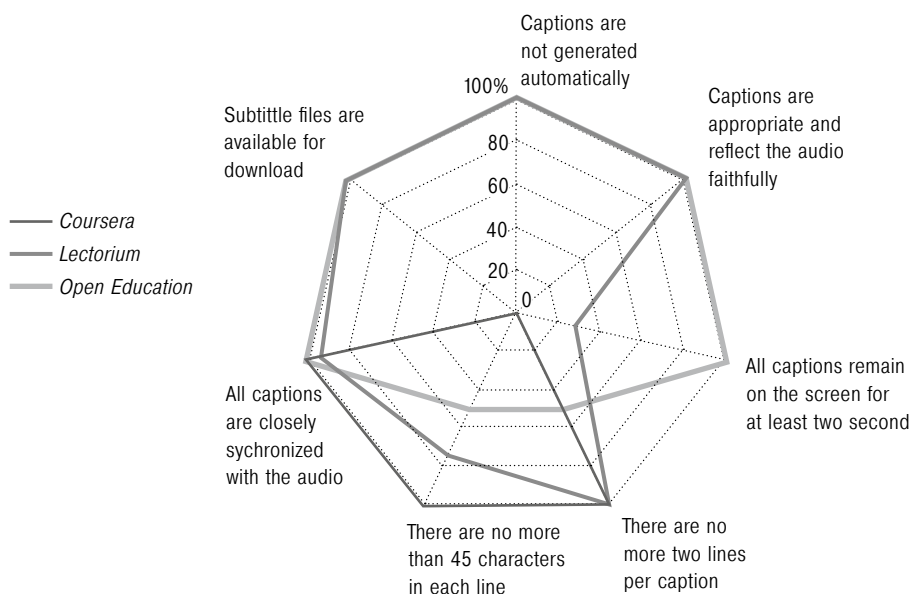 Captions are
not generated
automatically
100%
80
60
40
20
0
Captions are
appropriate and
reflect the audio
faithfully
Subtittle files are
available for
download
Coursera
Lectorium
Open Education
All captions remain
on the screen for
at least two second
All captions
are closely
sychronized
with the audio
There are no more
than 45 characters
in each line
There are no
more two lines
per caption